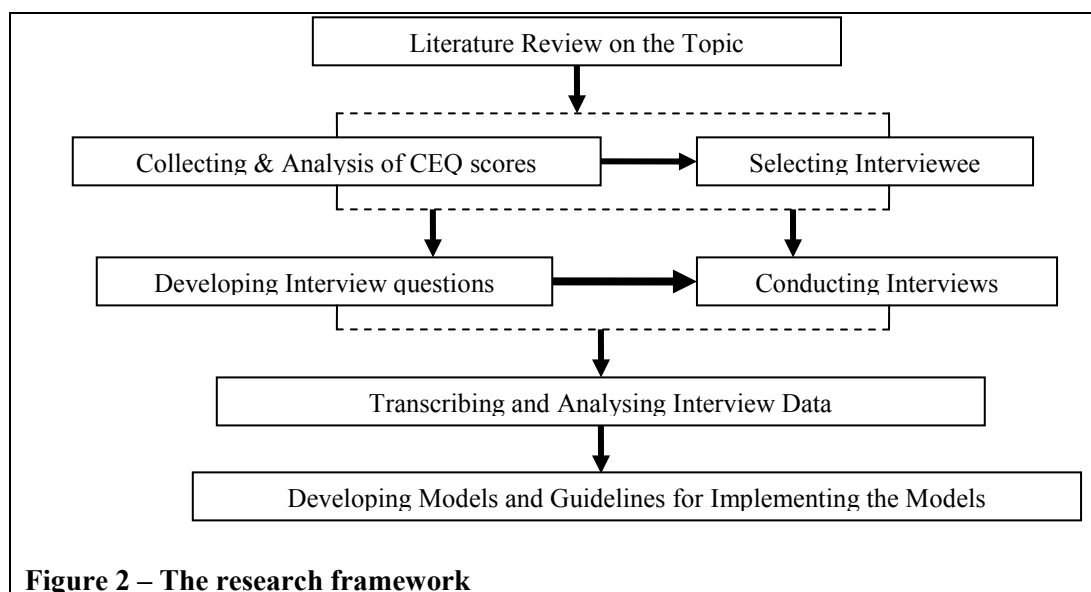 Literature Review on the Topic
Collecting & Analysis of CEQ scores
Selecting Interviewee
Developing Interview questions
Conducting Interviews
Transcribing and Analysing Interview Data
Developing Models and Guidelines for Implementing the Models
Figure 2 – The research framework